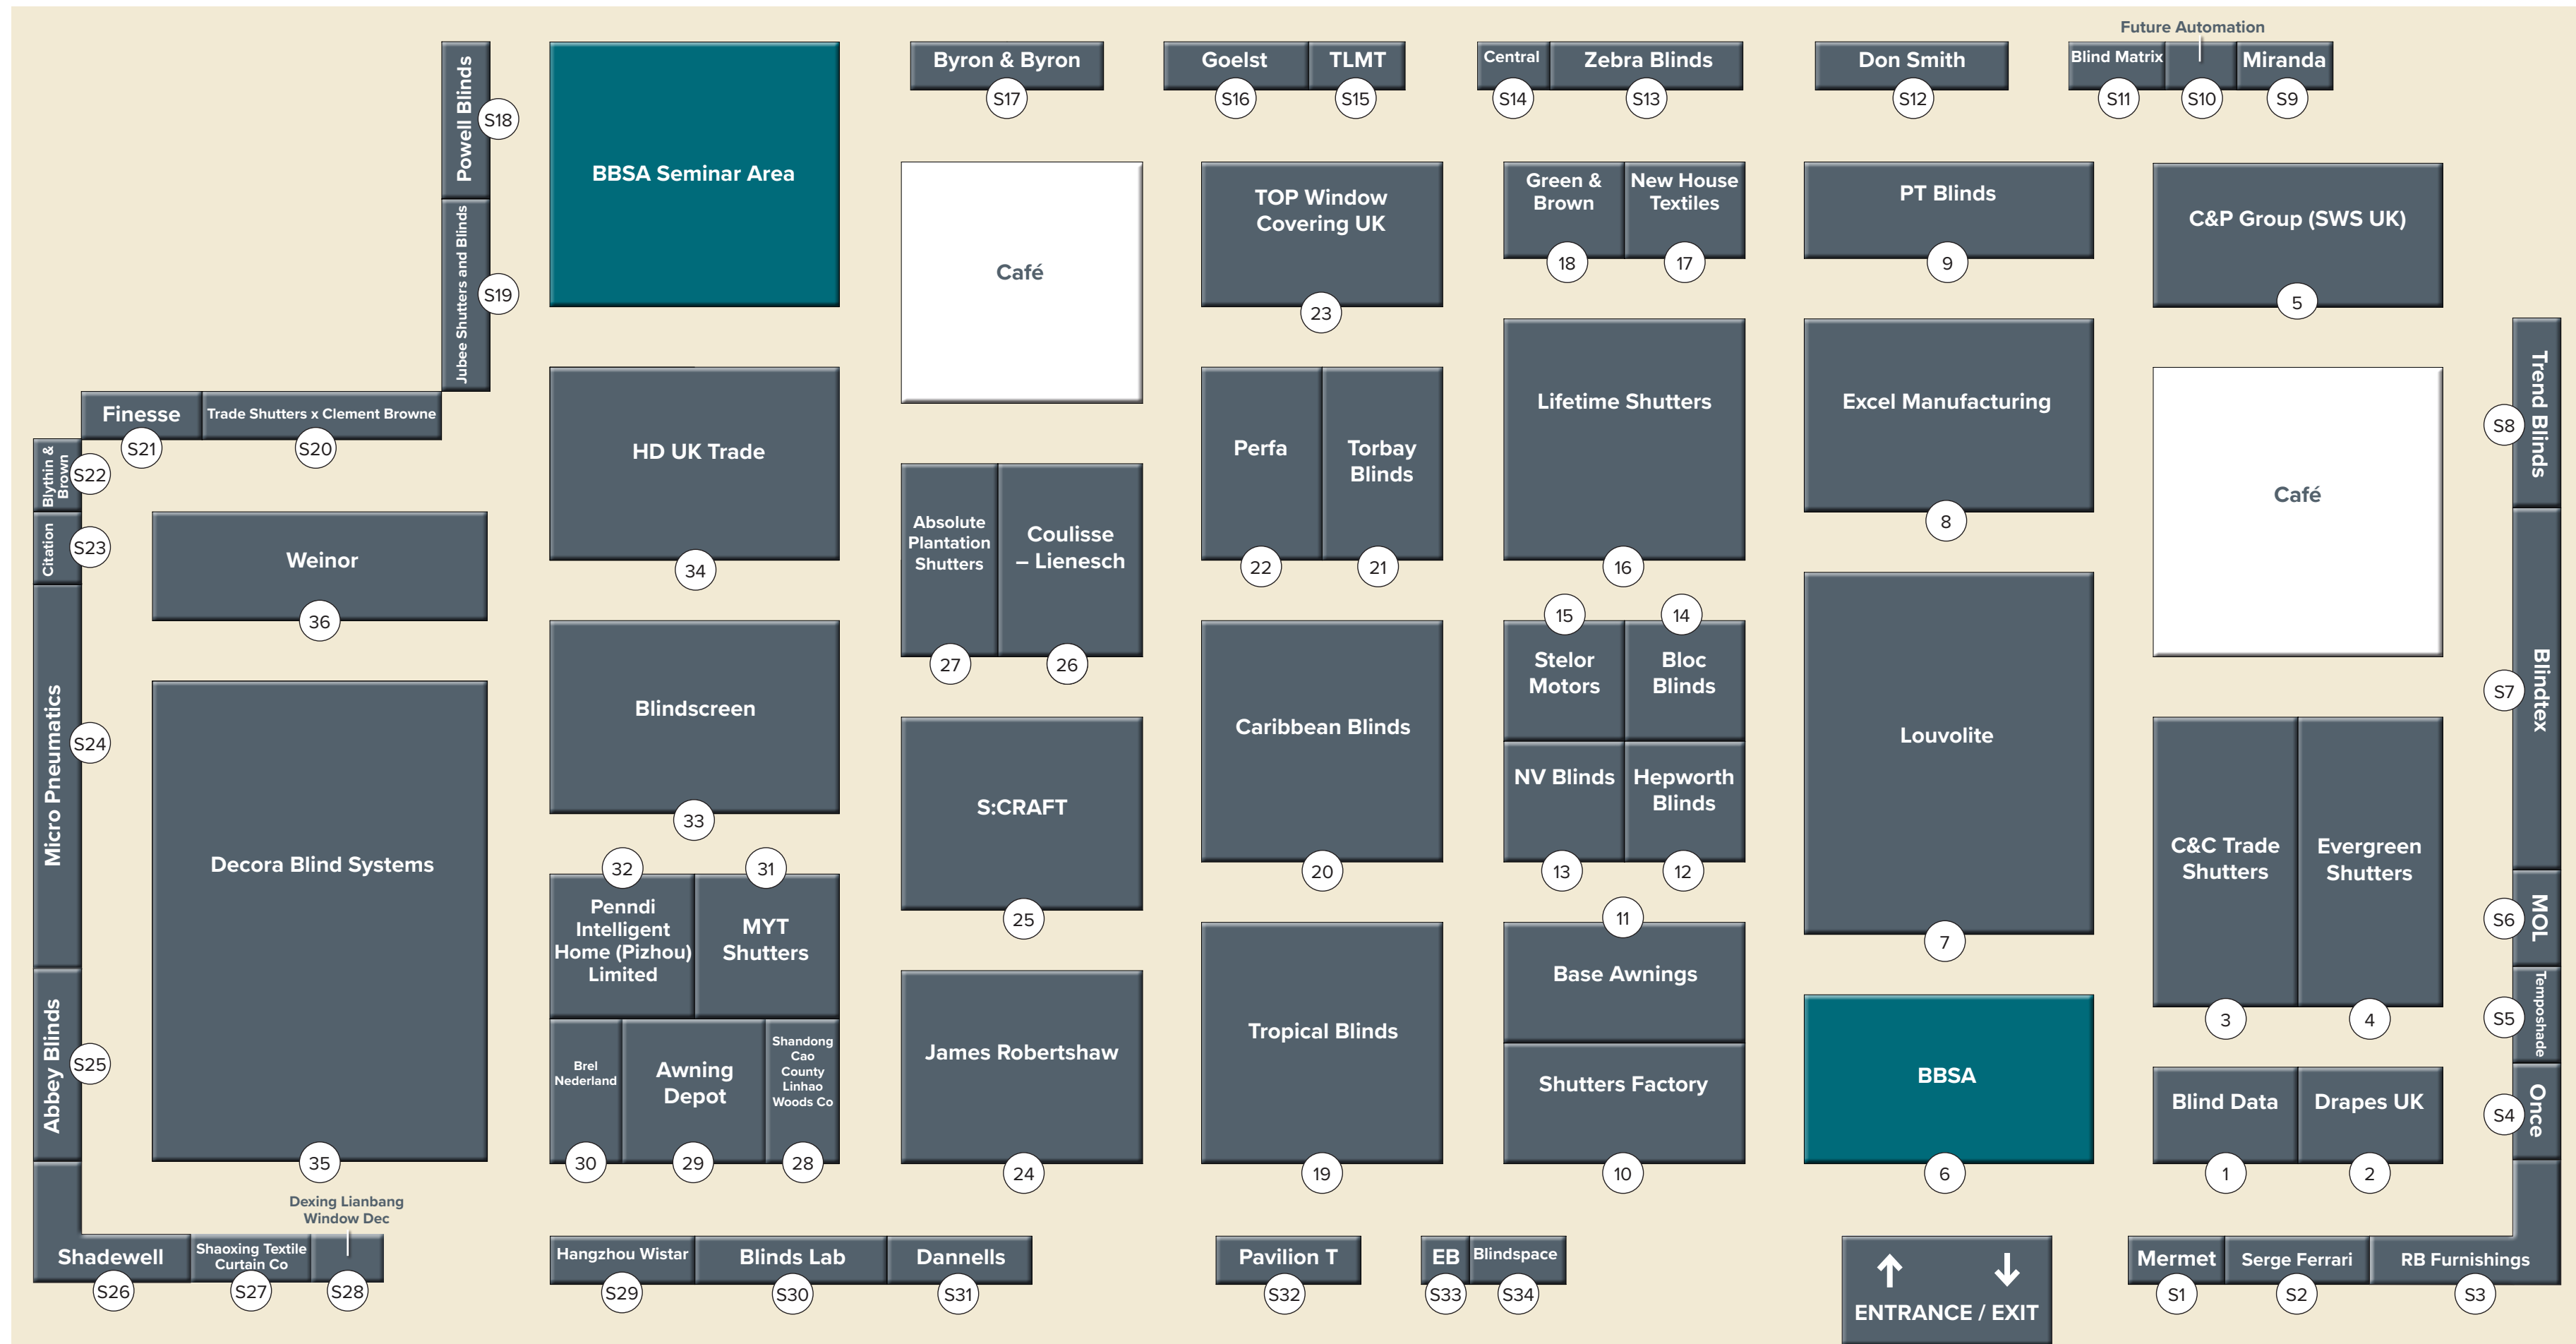 Future Automation
Byron & Byron
S17
Goelst
S16
TLMT
S15
Central
S14
Zebra Blinds
S13
Don Smith
S12
Blind Matrix
S11
S10
Miranda
S9
Powell Blinds
S18
BBSA Seminar Area
Café
TOP Window
Covering UK
23
Green &
Brown
18
New House
Textiles
17
PT Blinds
9
C&P Group (SWS UK)
5
Jubee Shutters and Blinds
S19
Finesse
S21
Trade Shutters x Clement Browne
S20
HD UK Trade
34
Perfa
22
Torbay
Blinds
21
Lifetime Shutters
16
Excel Manufacturing
8
Café
Trend Blinds
S8
Blythin &
Brown
S22
Citation
S23
Weinor
36
Absolute
Plantation
Shutters
27
Coulisse
– Lienesch
26
Blindtex
S7
Micro Pneumatics
S24
Decora Blind Systems
35
Blindscreen
33
S:CRAFT
25
Caribbean Blinds
20
15
Stelor
Motors
14
Bloc
Blinds
NV Blinds
13
Hepworth
Blinds
12
Louvolite
7
C&C Trade
Shutters
3
Evergreen
Shutters
4
MOL
S6
Temposhade
S5
Once
S4
Abbey Blinds
S25
32
Penndi
Intelligent
Home (Pizhou)
Limited
31
MYT
Shutters
Brel
Nederland
30
Awning
Depot
29
Shandong
Cao
County
Linhao
Woods Co
28
James Robertshaw
24
Tropical Blinds
19
11
Base Awnings
Shutters Factory
10
BBSA
6
Blind Data
1
Drapes UK
2
Dexing Lianbang
Window Dec
Shadewell
S26
Shaoxing Textile
Curtain Co
S27
S28
Hangzhou Wistar
S29
Blinds Lab
S30
Dannells
S31
Pavilion T
S32
EB
S33
Blindspace
S34
ENTRANCE / EXIT
Mermet
S1
Serge Ferrari
S2
RB Furnishings
S3